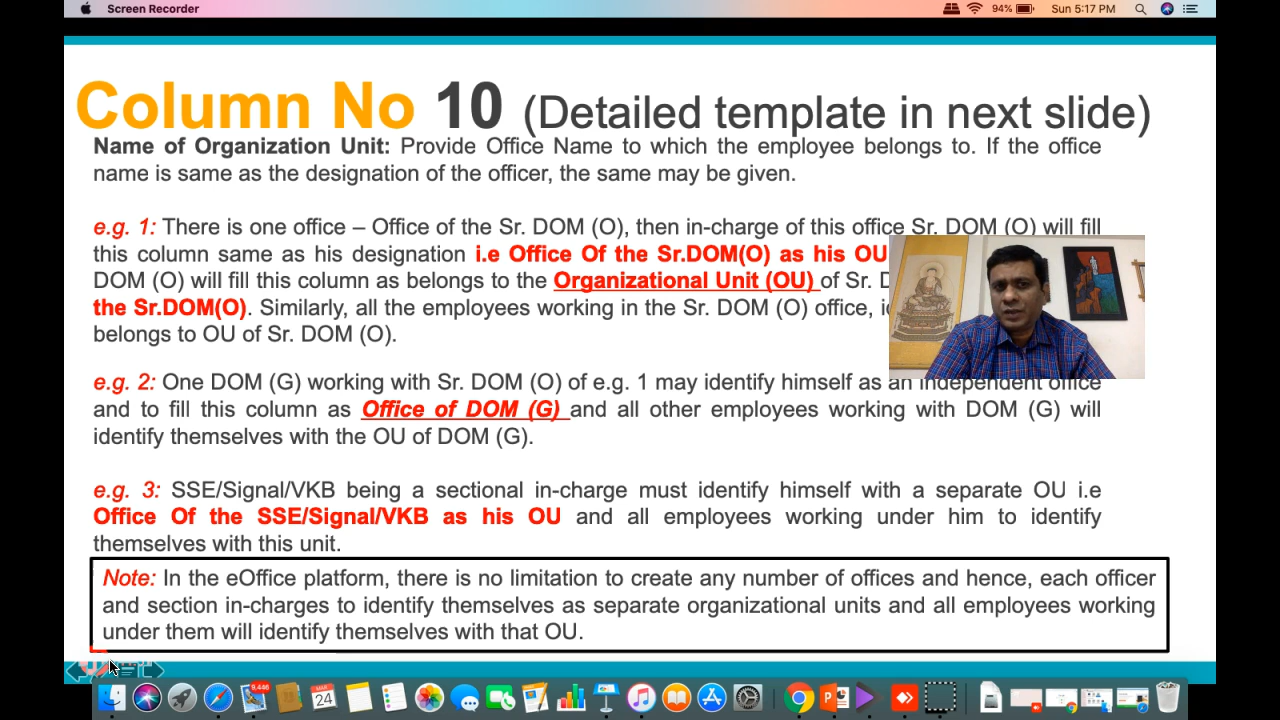 Screen Recorder
94%
Sun 5:17 PM
Column No 10 (Detailed template in next slide)
Name of Organization Unit: Provide Office Name to which the employee belongs to. If the office
name is same as the designation of the officer, the same may be given.
e.g. 1: There is one office – Office of the Sr. DOM (O), then in-charge of this office Sr. DOM (O) will fill
this column same as his designation i.e Office Of the Sr.DOM(O) as his OU
DOM (O) will fill this column as belongs to the Organizational Unit (OU) of Sr.
the Sr.DOM(O). Similarly, all the employees working in the Sr. DOM (O) office,
belongs to OU of Sr. DOM (O).
e.g. 2: One DOM (G) working with Sr. DOM (O) of e.g. 1 may identify himself as an independent office
and to fill this column as Office of DOM (G) and all other employees working with DOM (G) will
identify themselves with the OU of DOM (G).
e.g. 3: SSE/Signal/VKB being a sectional in-charge must identify himself with a separate OU i.e
Office Of the SSE/Signal/VKB as his OU and all employees working under him to identify
themselves with this unit.
Note: In the eOffice platform, there is no limitation to create any number of offices and hence, each officer
and section in-charges to identify themselves as separate organizational units and all employees working
under them will identify themselves with that OU.
9,446
MAR
24